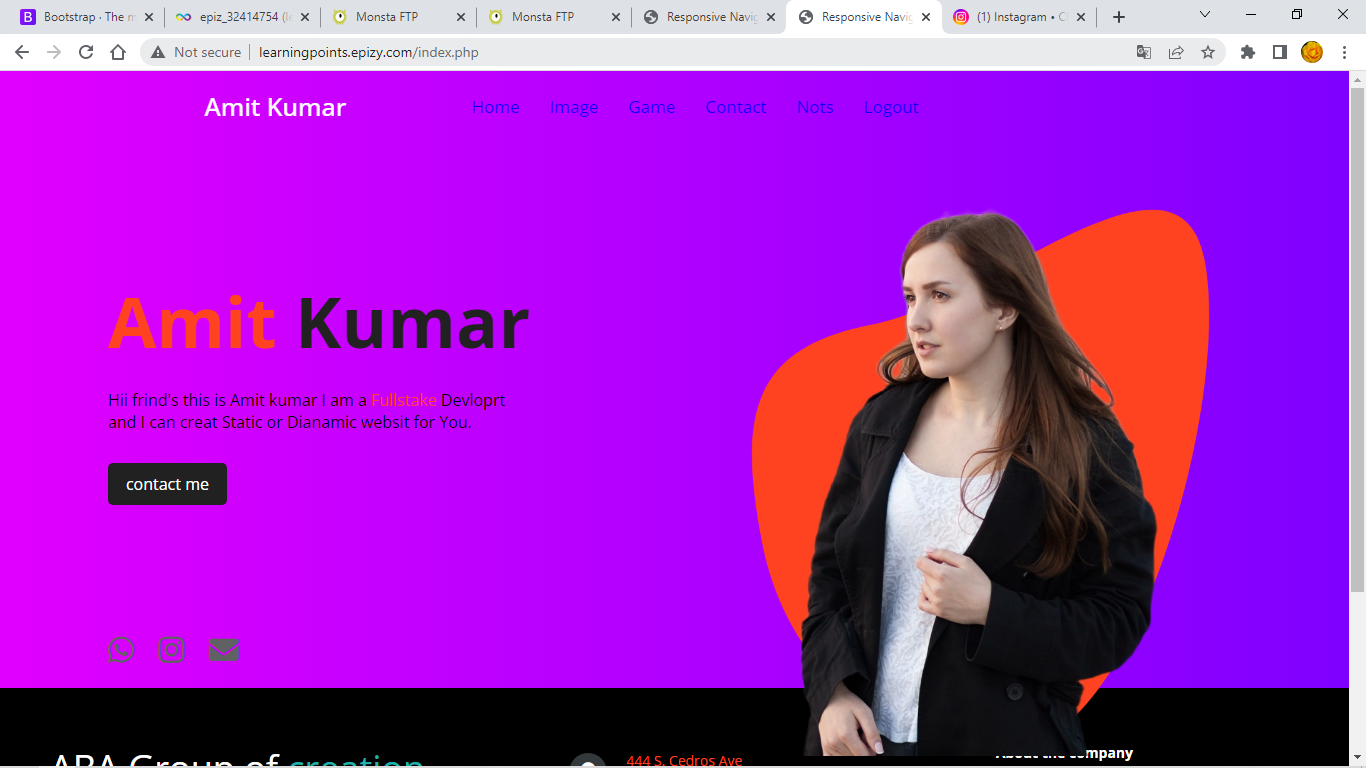 Bootstrap · The m
epiz_32414754 (le
Monsta FTP
Monsta FTP
Responsive Navig
Responsive Navig
(1) Instagram • C
Not secure
learningpoints.epizy.com/index.php
Amit Kumar
Home
Image
Game
Contact
Nots
Logout
Amit Kumar
Hii frind's this is Amit kumar I am a Fullstake Devloprt
and I can creat Static or Dianamic websit for You.
contact me
ABA Group of creation
444 S. Cedros Ave
About the company